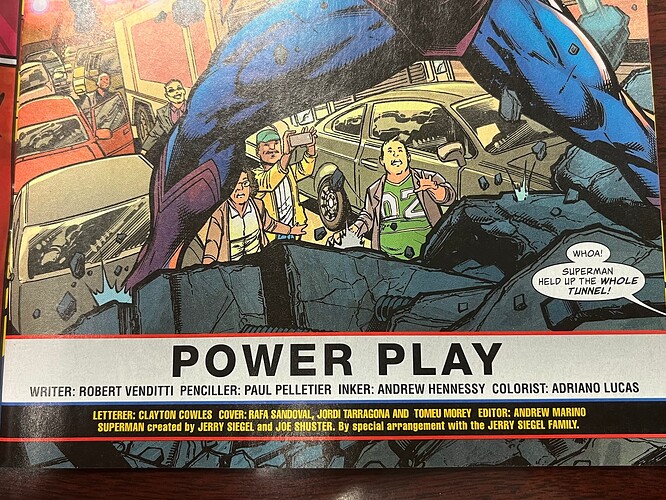 WHOA!
SUPERMAN
HELD UP THE WHOLE
TUNNEL!
02
POWER PLAY
WRITER: ROBERT VENDITTI PENCILLER: PAUL PELLETIER INKER: ANDREW HENNESSY COLORIST: ADRIANO LUCAS
LETTERER: CLAYTON COWLES COVER: RAFA SANDOVAL, JORDI TARRAGONA AND TOMEU MOREY EDITOR: ANDREW MARINO
SUPERMAN created by JERRY SIEGEL and JOE SHUSTER. By special arrangement with the JERRY SIEGEL FAMILY.